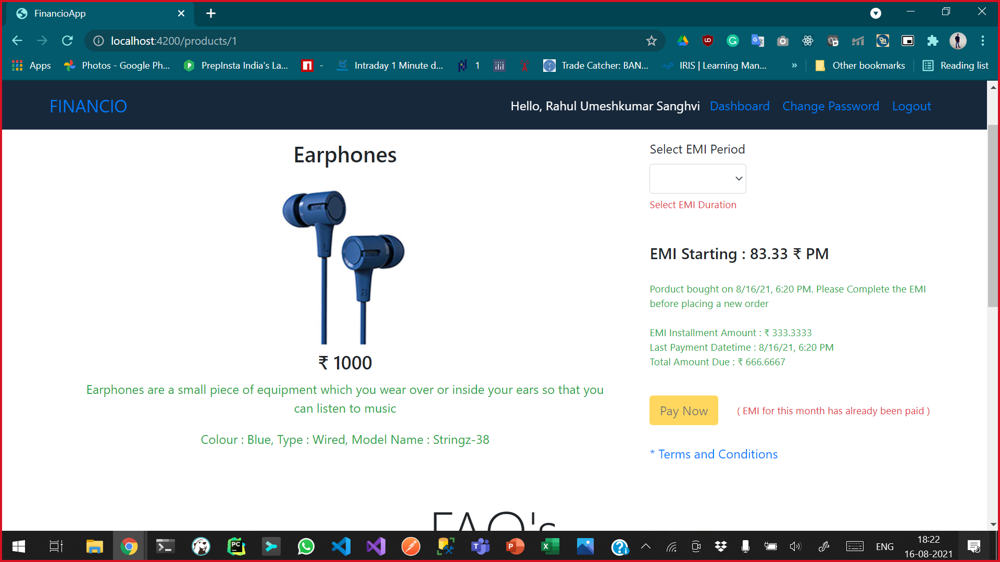 FinancioApp
localhost:4200/products/1
Apps
Photos - Google Ph...
PrepInsta India's La...
-
Intraday 1 Minute d...
1
Trade Catcher: BAN...
IRIS | Learning Man...
»
Other bookmarks
Reading list
FINANCIO
Hello, Rahul Umeshkumar Sanghvi
Dashboard
Change Password
Logout
Earphones
₹ 1000
Earphones are a small piece of equipment which you wear over or inside your ears so that you
can listen to music
Colour : Blue, Type : Wired, Model Name : Stringz-38
Select EMI Period
Select EMI Duration
EMI Starting : 83.33 ₹ PM
Porduct bought on 8/16/21, 6:20 PM. Please Complete the EMI
before placing a new order
EMI Installment Amount : ₹ 333.3333
Last Payment Datetime : 8/16/21, 6:20 PM
Total Amount Due : ₹ 666.6667
Pay Now
( EMI for this month has already been paid )
* Terms and Conditions
FAQ's
ENG
18:22
16-08-2021